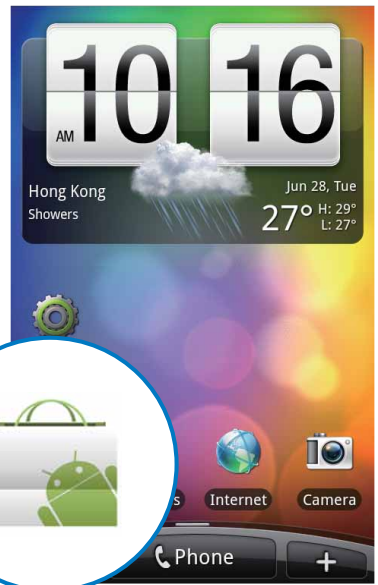 10 16
AM
Hong Kong
Showers
Jun 28, Tue
27° H: 29°
L: 27°
s Internet Camera
Phone +